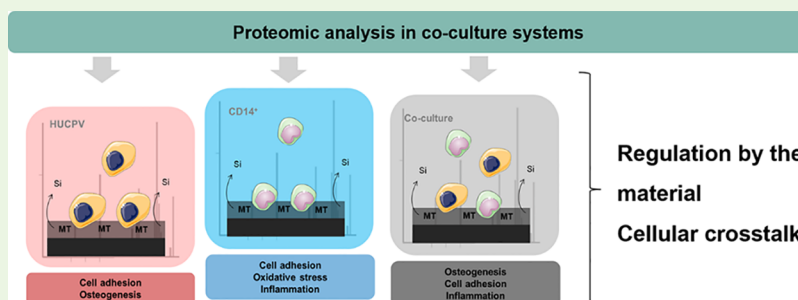 Proteomic analysis in co-culture systems
HUCPV
Si
Si
MT
MT
MT
CD14⁺
Si
Si
MT
MT
MT
Co-culture
Si
Si
MT
MT
MT
Cell adhesion
Osteogenesis
Cell adhesion
Oxidative stress
Inflammation
Osteogenesis
Cell adhesion
Inflammation
Regulation by the
material
Cellular crosstalk